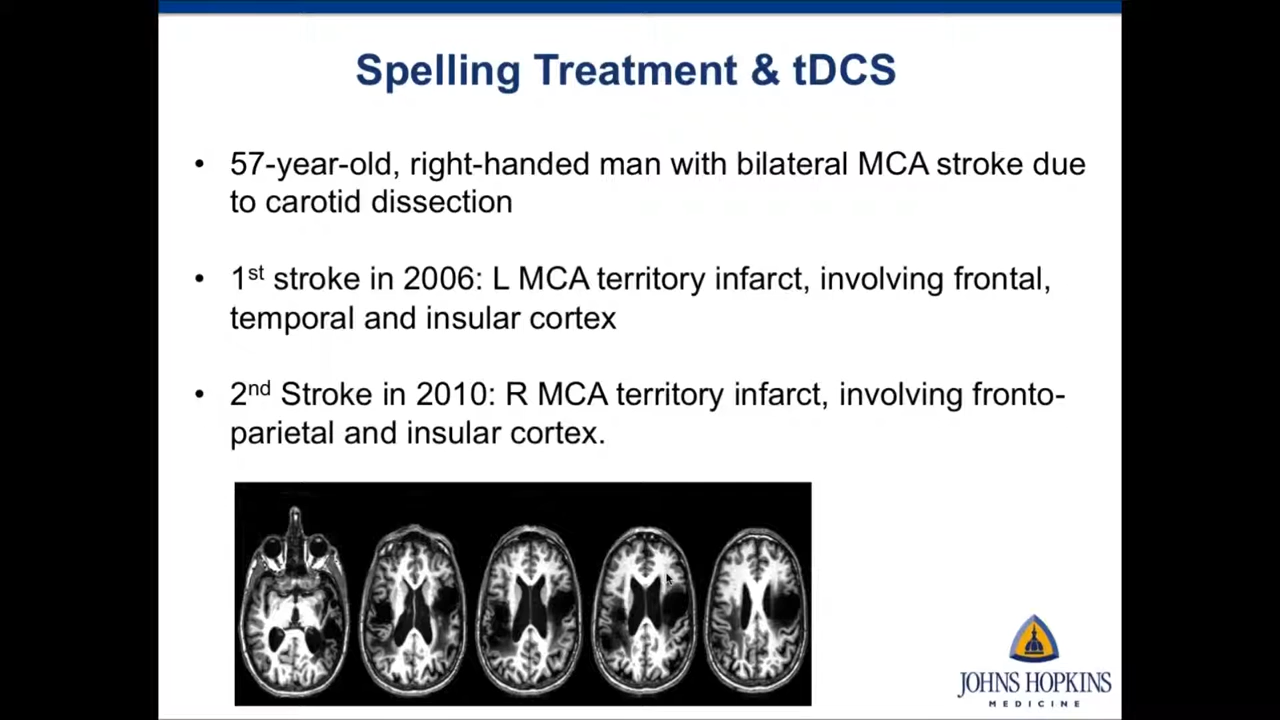 Spelling Treatment & tDCS
• 57-year-old, right-handed man with bilateral MCA stroke due
to carotid dissection
• 1st stroke in 2006: L MCA territory infarct, involving frontal,
temporal and insular cortex
• 2nd Stroke in 2010: R MCA territory infarct, involving fronto-
parietal and insular cortex.
JOHNS HOPKINS
MEDICINE